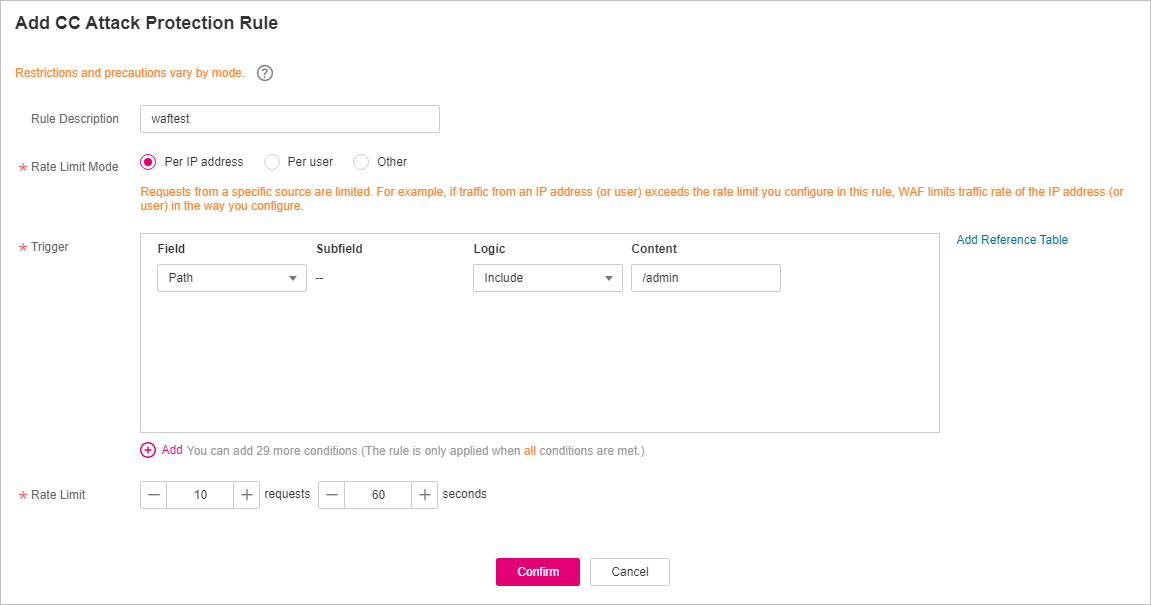 Add CC Attack Protection Rule
Restrictions and precautions vary by mode. ?
Rule Description waftest
* Rate Limit Mode Per IP address Per user Other
Requests from a specific source are limited. For example, if traffic from an IP address (or user) exceeds the rate limit you configure in this rule, WAF limits traffic rate of the IP address (or
user) in the way you configure.
* Trigger Field Subfield Logic Content Add Reference Table
Path -- Include /admin
Add You can add 29 more conditions.(The rule is only applied when all conditions are met.)
* Rate Limit — 10 + requests — 60 + seconds
Confirm Cancel